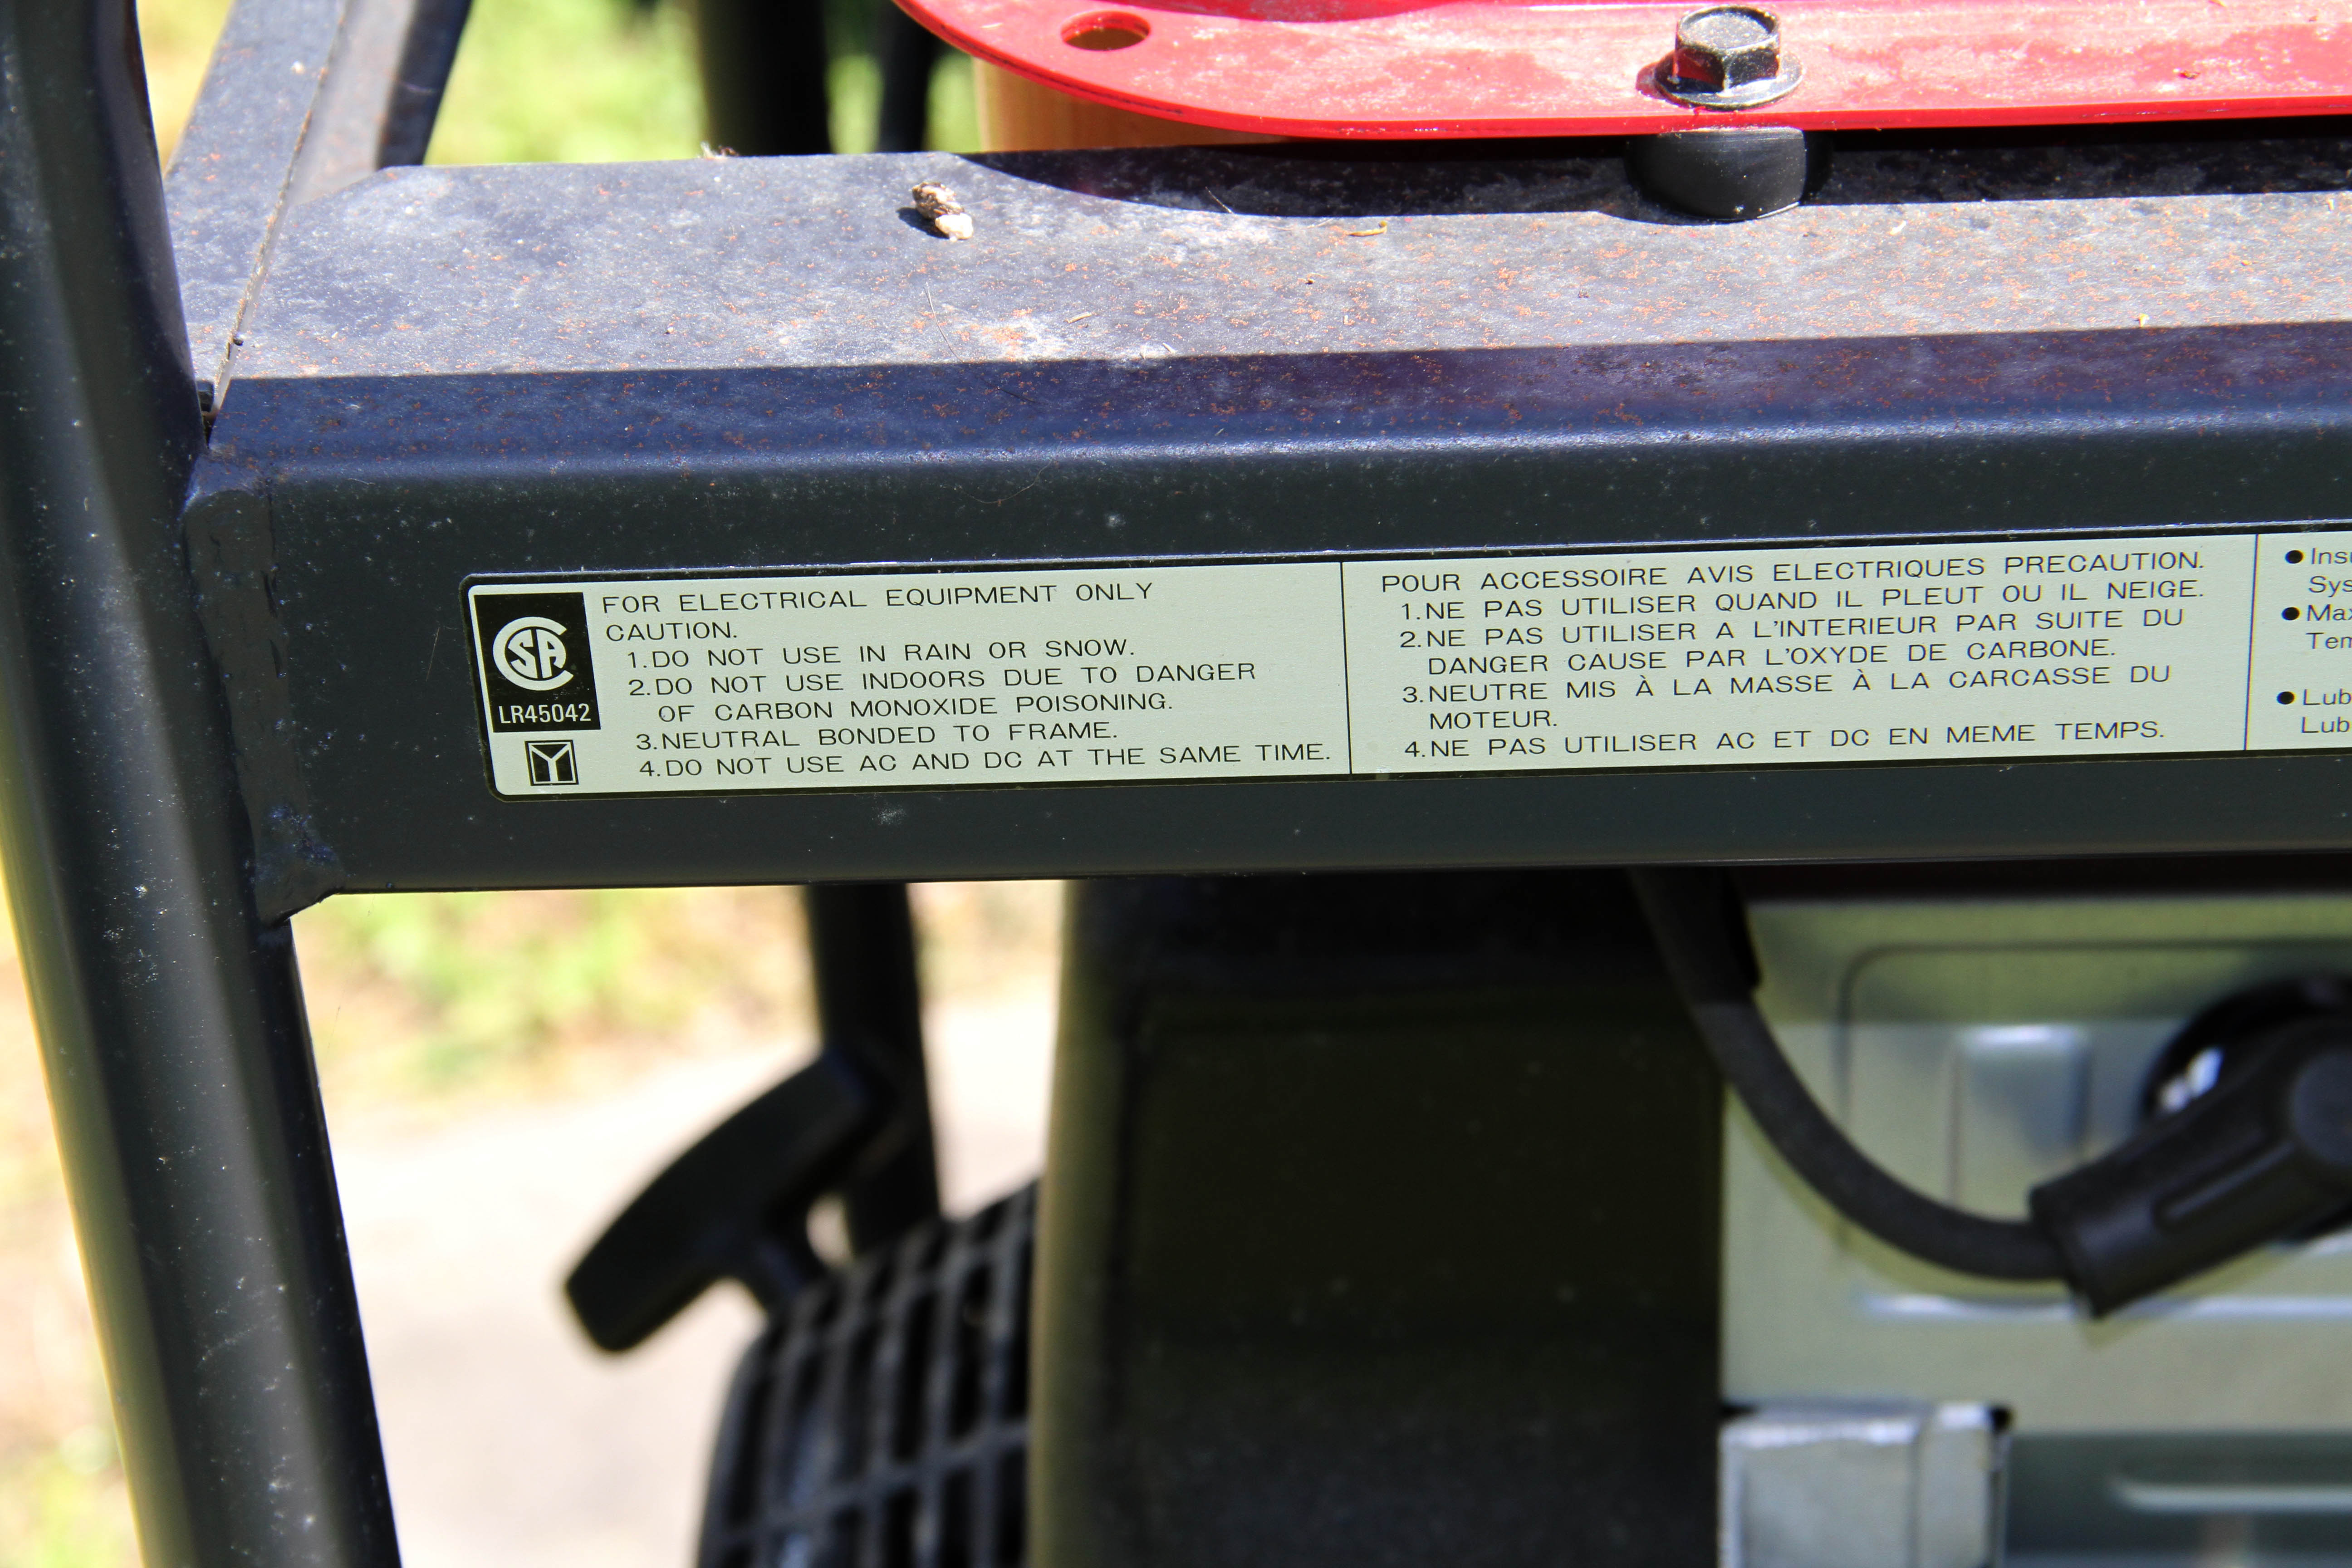 SA
LR45042
Y
FOR ELECTRICAL EQUIPMENT ONLY
CAUTION.
1.DO NOT USE IN RAIN OR SNOW.
2.DO NOT USE INDOORS DUE TO DANGER
OF CARBON MONOXIDE POISONING.
3.NEUTRAL BONDED TO FRAME.
4.DO NOT USE AC AND DC AT THE SAME TIME.
POUR ACCESSOIRE AVIS ELECTRIQUES PRECAUTION.
1.NE PAS UTILISER QUAND IL PLEUT OU IL NEIGE.
2.NE PAS UTILISER A L'INTERIEUR PAR SUITE DU
DANGER CAUSE PAR L'OXYDE DE CARBONE.
3.NEUTRE MIS À LA MASSE À LA CARCASSE DU
MOTEUR.
4.NE PAS UTILISER AC ET DC EN MEME TEMPS.